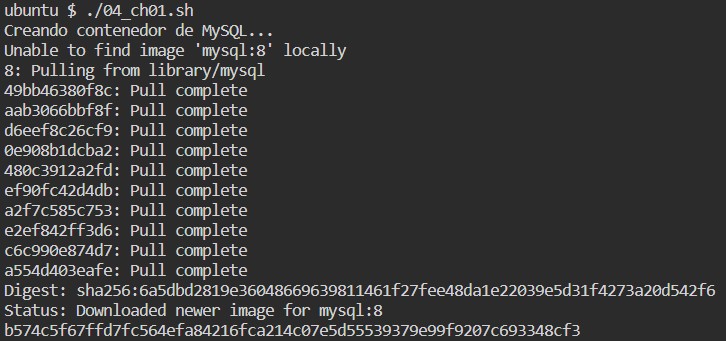 ubuntu $ ./04_ch01.sh
Creando contenedor de MySQL...
Unable to find image 'mysql:8' locally
8: Pulling from library/mysql
49bb46380f8c: Pull complete
aab3066bbf8f: Pull complete
d6eef8c26cf9: Pull complete
0e908b1dcba2: Pull complete
480c3912a2fd: Pull complete
ef90fc42d4db: Pull complete
a2f7c585c753: Pull complete
e2ef842ff3d6: Pull complete
c6c990e874d7: Pull complete
a554d403eafe: Pull complete
Digest: sha256:6a5dbd2819e36048669639811461f27fee48da1e22039e5d31f4273a20d542f6
Status: Downloaded newer image for mysql:8
b574c5f67ffd7fc564efa84216fca214c07e5d55539379e99f9207c693348cf3